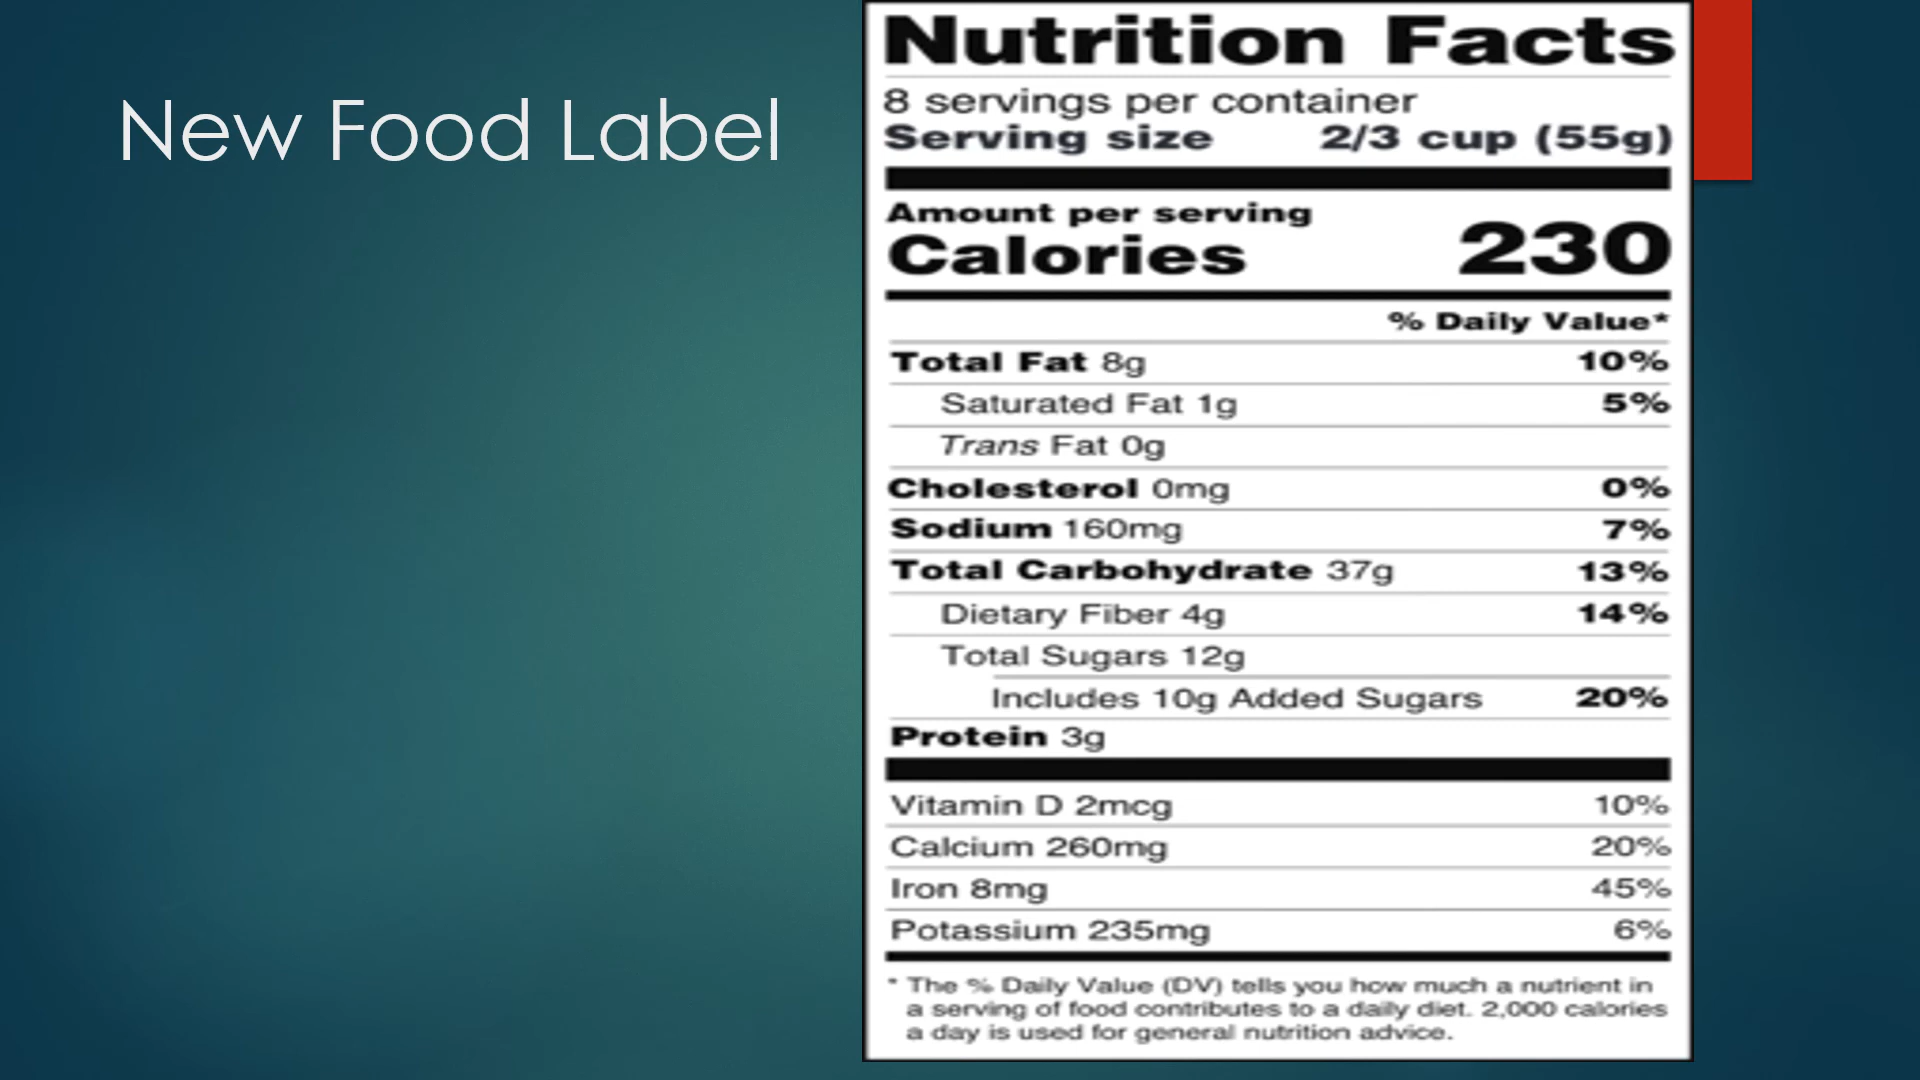 New Food Label
Nutrition Facts
8 servings per container
Serving size 2/3 cup (55g)
Amount per serving
Calories 230
% Daily Value*
Total Fat 8g 10%
Saturated Fat 1g 5%
Trans Fat 0g
Cholesterol 0mg 0%
Sodium 160mg 7%
Total Carbohydrate 37g 13%
Dietary Fiber 4g 14%
Total Sugars 12g
Includes 10g Added Sugars 20%
Protein 3g
Vitamin D 2mcg 10%
Calcium 260mg 20%
Iron 8mg 45%
Potassium 235mg 6%
* The % Daily Value (DV) tells you how much a nutrient in
a serving of food contributes to a daily diet. 2,000 calories
a day is used for general nutrition advice.